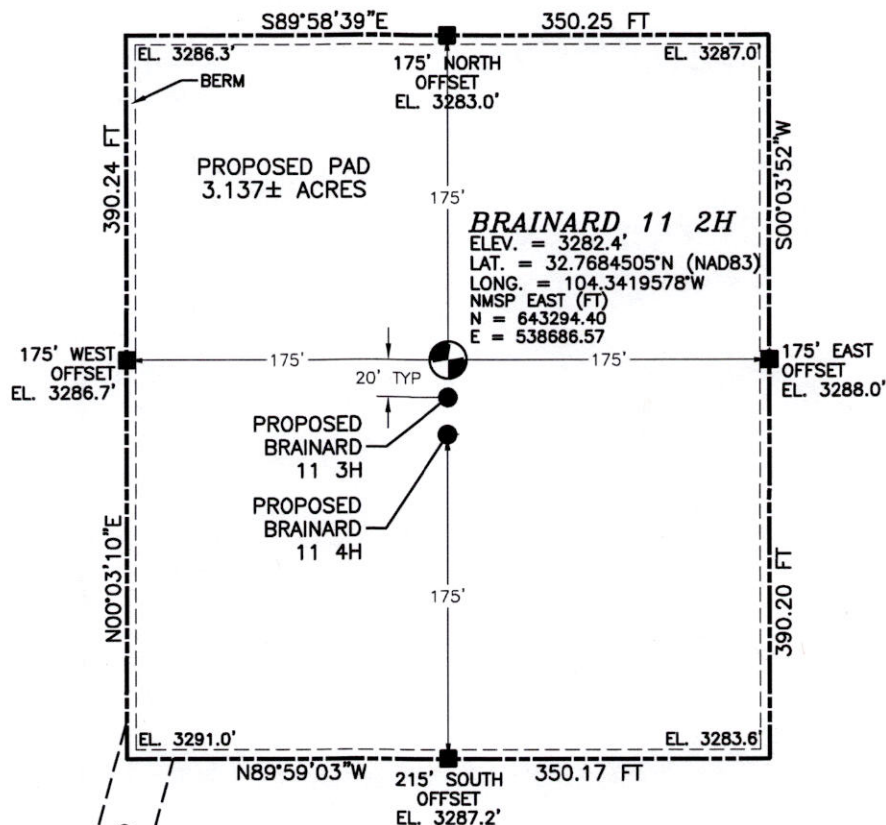 S89°58'39"E 350.25 FT
EL. 3286.3'
EL. 3287.0'
BERM
175' NORTH
OFFSET
EL. 3283.0'
390.24 FT
S00°03'52"W
PROPOSED PAD
3.137± ACRES
175'
BRAINARD 11 2H
ELEV. = 3282.4'
LAT. = 32.7684505°N (NAD83)
LONG. = 104.3419578°W
NMSP EAST (FT)
N = 643294.40
E = 538686.57
175' WEST
OFFSET
EL. 3286.7'
175'
175'
175' EAST
OFFSET
EL. 3288.0'
20' TYP
PROPOSED
BRAINARD
11 3H
PROPOSED
BRAINARD
11 4H
N00°03'10"E
390.20 FT
175'
EL. 3291.0'
EL. 3283.6'
N89°59'03"W 350.17 FT
215' SOUTH
OFFSET
EL. 3287.2'